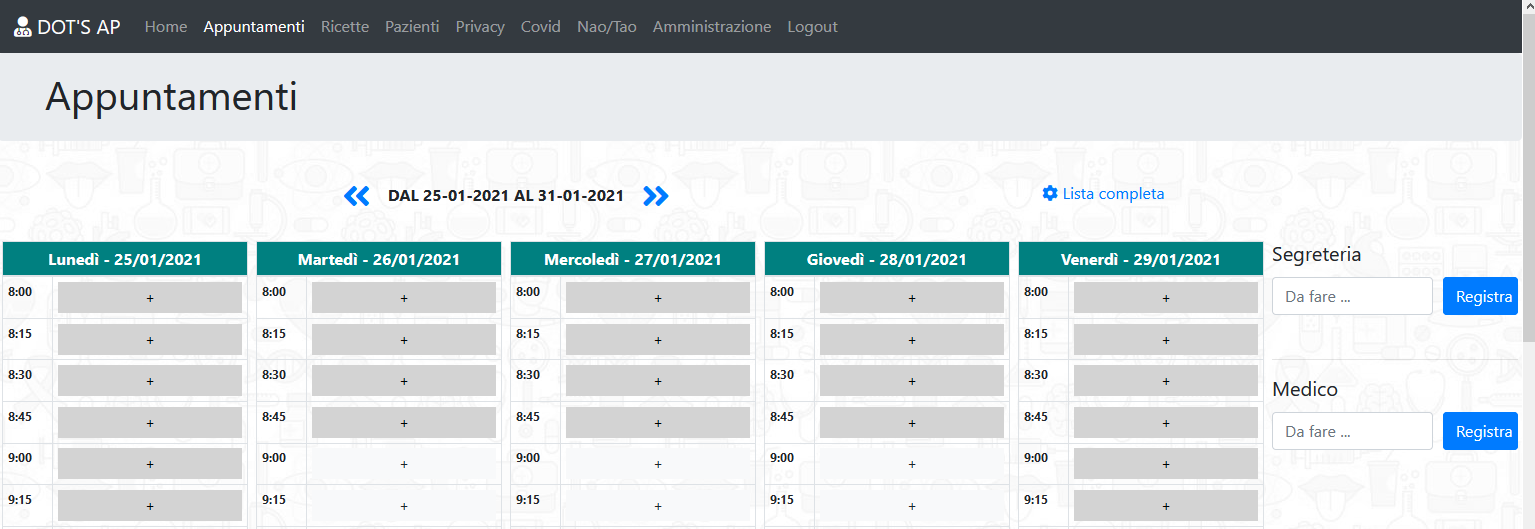 DOT'S AP Home Appuntamenti Ricette Pazienti Privacy Covid Nao/Tao Amministrazione Logout
Appuntamenti
DAL 25-01-2021 AL 31-01-2021 Lista completa
Lunedì - 25/01/2021 Martedì - 26/01/2021 Mercoledì - 27/01/2021 Giovedì - 28/01/2021 Venerdì - 29/01/2021
8:00 + 8:00 + 8:00 + 8:00 + 8:00 +
8:15 + 8:15 + 8:15 + 8:15 + 8:15 +
8:30 + 8:30 + 8:30 + 8:30 + 8:30 +
8:45 + 8:45 + 8:45 + 8:45 + 8:45 +
9:00 + 9:00 + 9:00 + 9:00 + 9:00 +
9:15 + 9:15 + 9:15 + 9:15 + 9:15 +
Segreteria
Da fare ... Registra
Medico
Da fare ... Registra